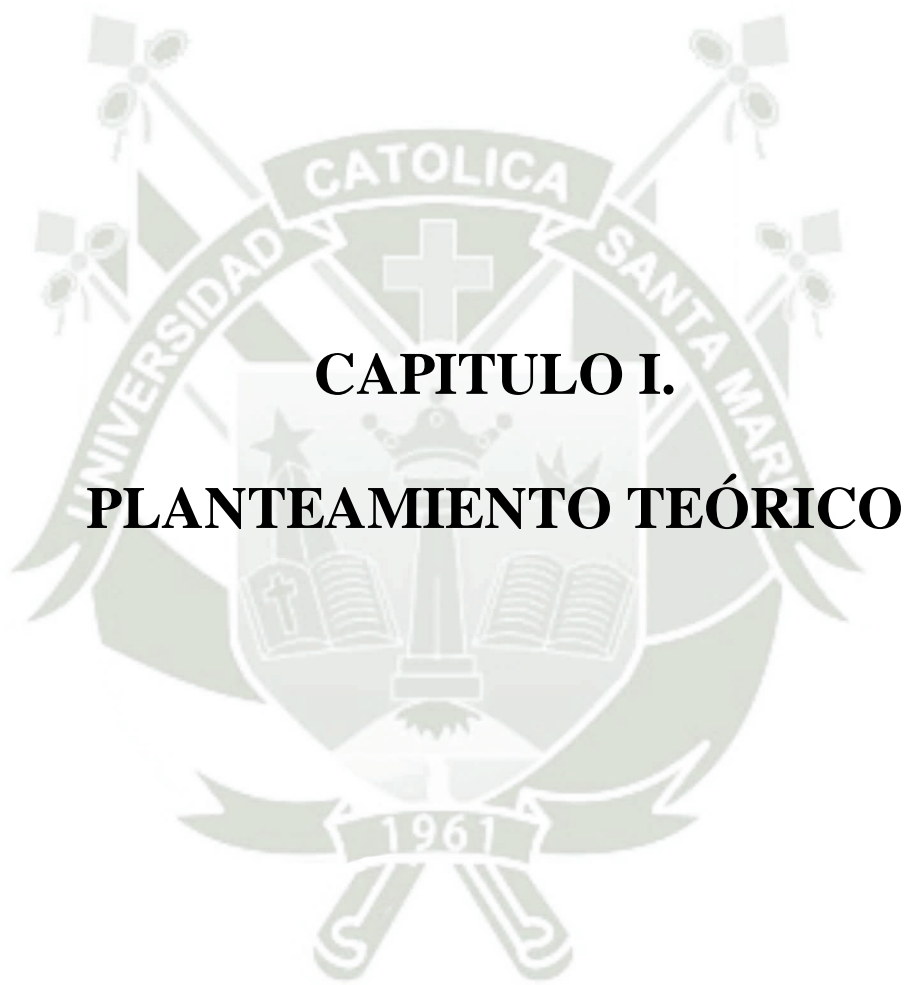 UNIVERSIDAD CATOLICA SANTA MARIA
CAPITULO I.
PLANTEAMIENTO TEÓRICO
1961